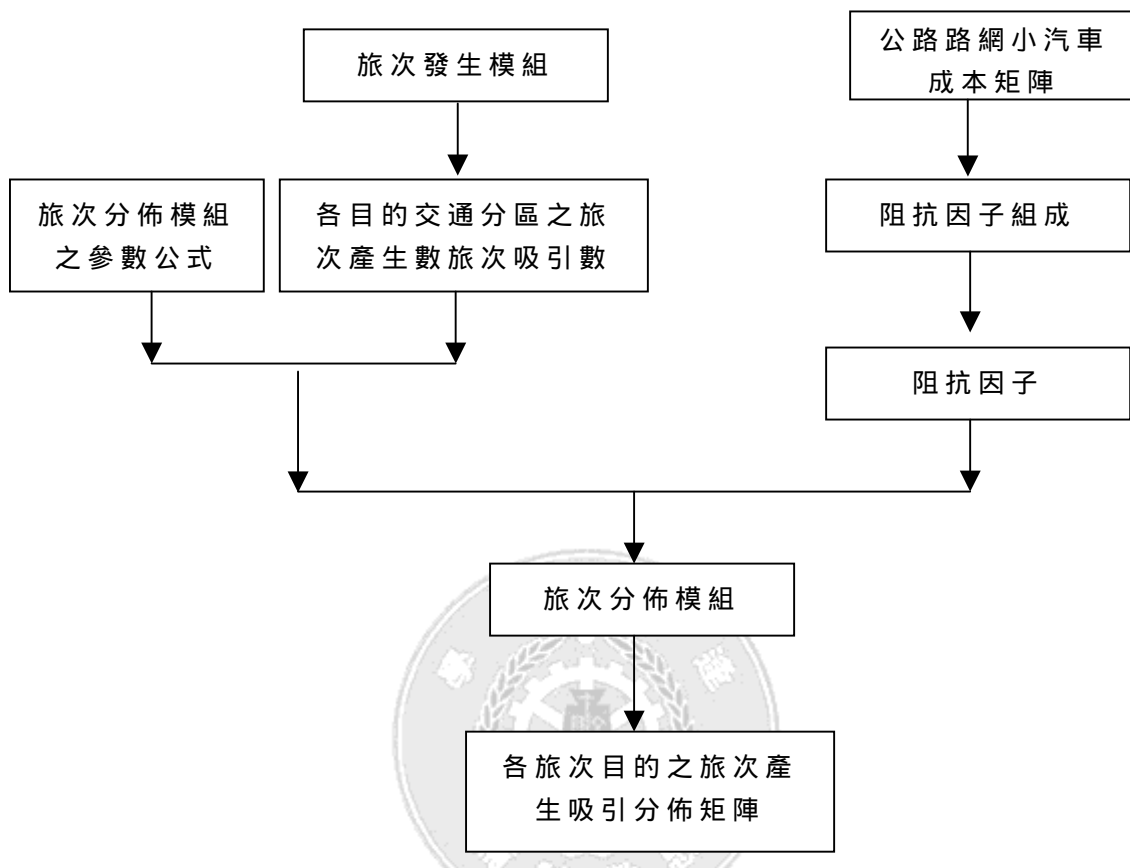 旅次發生模組
公路路網小汽車
成本矩陣
旅次分佈模組
之參數公式
各目的交通分區之旅
次產生數旅次吸引數
阻抗因子組成
阻抗因子
旅次分佈模組
各旅次目的之旅次產
生吸引分佈矩陣